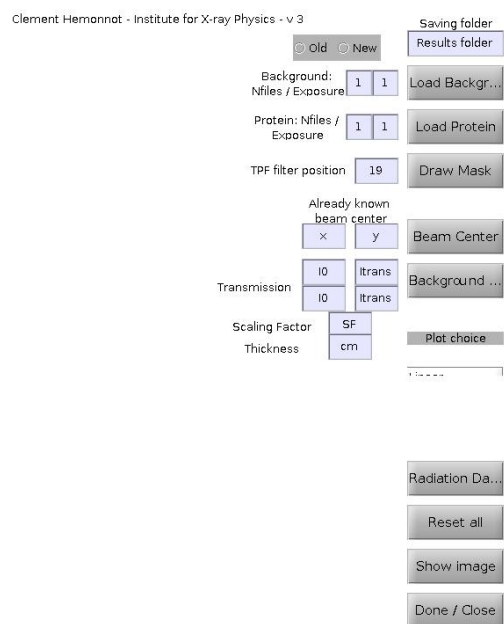 Clement Hemonnot - Institute for X-ray Physics - v 3
Saving folder
Results folder
Old New
Background:
Nfiles / Exposure 1 1
Load Backgr...
Protein: Nfiles /
Exposure 1 1
Load Protein
TPF filter position 19
Draw Mask
Already known
beam center
x y
Beam Center
Transmission
I0 Itrans
I0 Itrans
Background ...
Scaling Factor SF
Thickness cm
Plot choice
Radiation Da...
Reset all
Show image
Done / Close